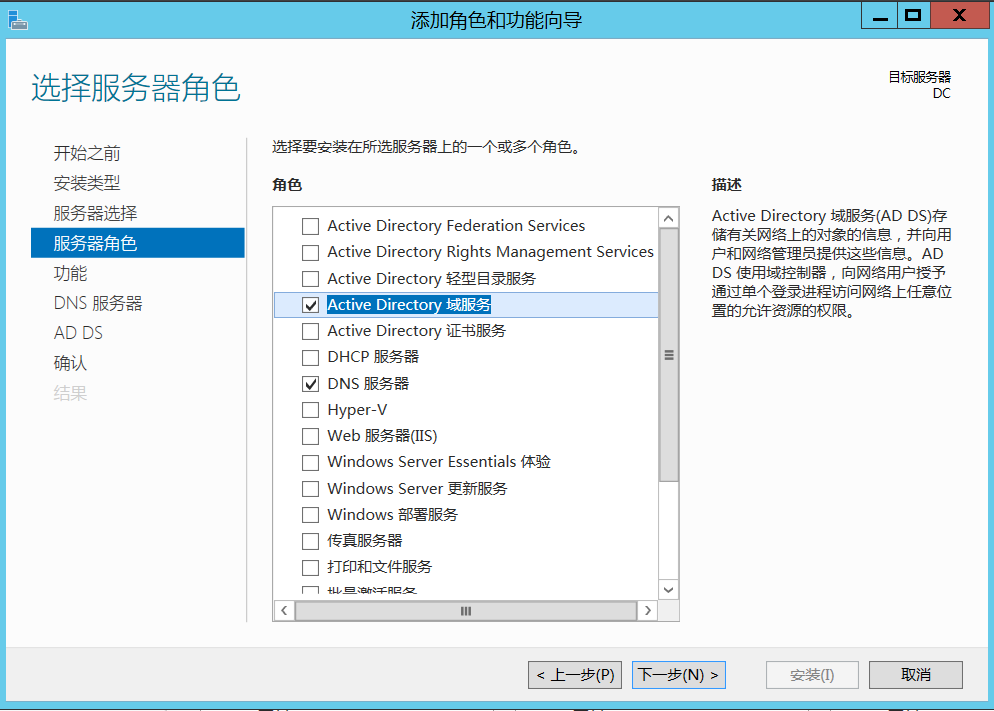 添加角色和功能向导
选择服务器角色
目标服务器
DC
开始之前
安装类型
服务器选择
服务器角色
功能
DNS 服务器
AD DS
确认
结果
选择要安装在所选服务器上的一个或多个角色。
角色
Active Directory Federation Services
Active Directory Rights Management Services
Active Directory 轻型目录服务
Active Directory 域服务
Active Directory 证书服务
DHCP 服务器
DNS 服务器
Hyper-V
Web 服务器(IIS)
Windows Server Essentials 体验
Windows Server 更新服务
Windows 部署服务
传真服务器
打印和文件服务
批量激活服务
描述
Active Directory 域服务(AD DS)存
储有关网络上的对象的信息，并向用
户和网络管理员提供这些信息。AD
DS 使用域控制器，向网络用户授予
通过单个登录进程访问网络上任意位
置的允许资源的权限。
< 上一步(P)
下一步(N) >
安装(I)
取消